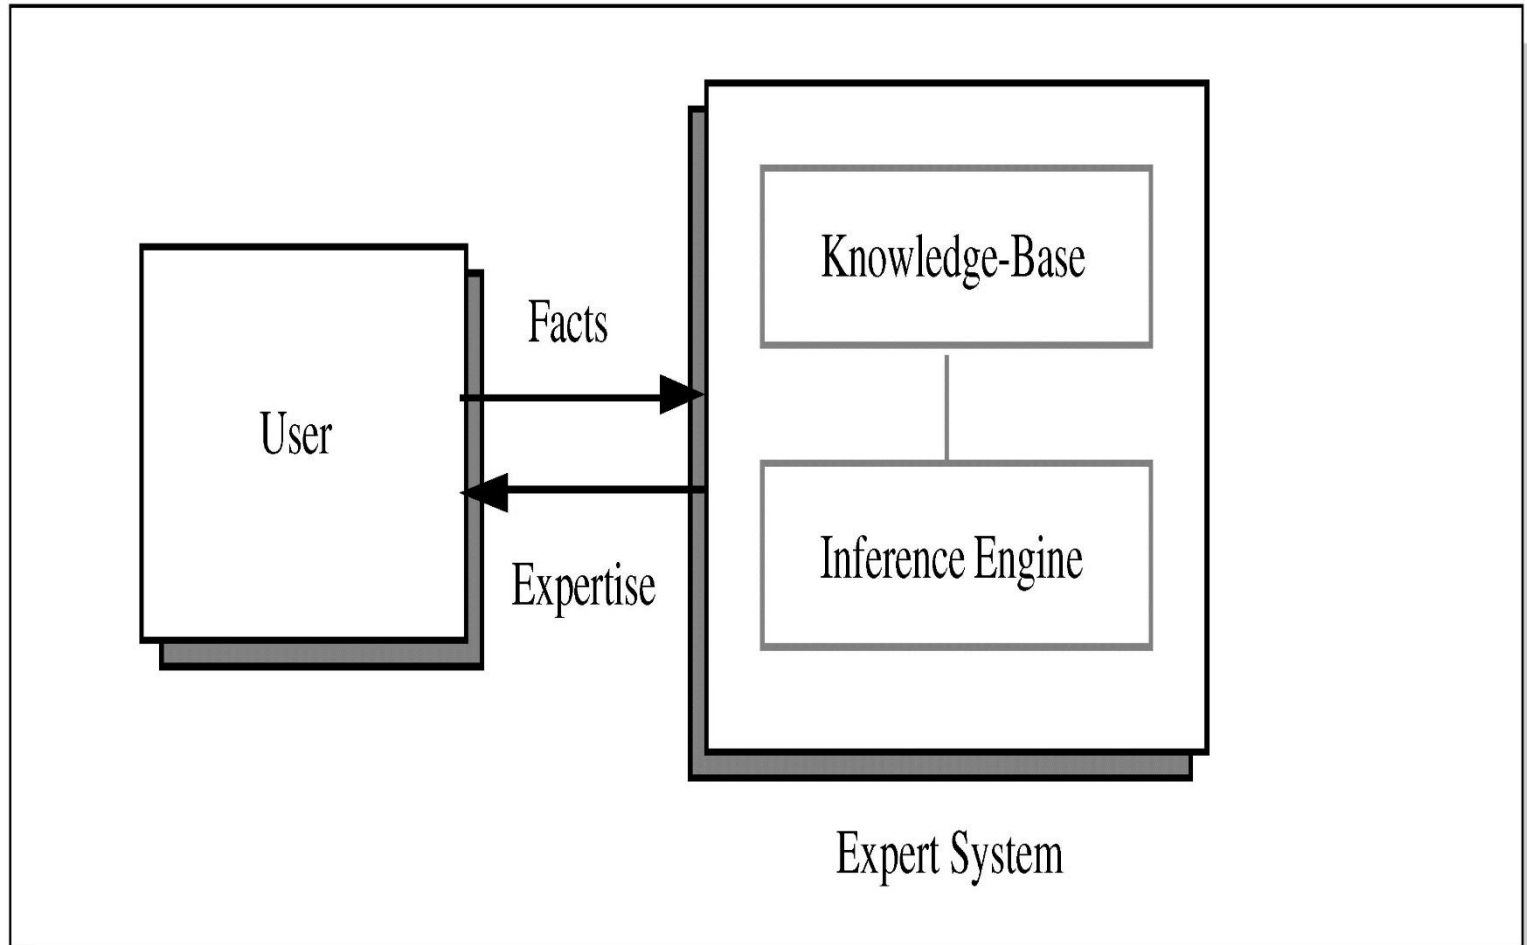 Knowledge-Base
Facts
User
Inference Engine
Expertise
Expert System